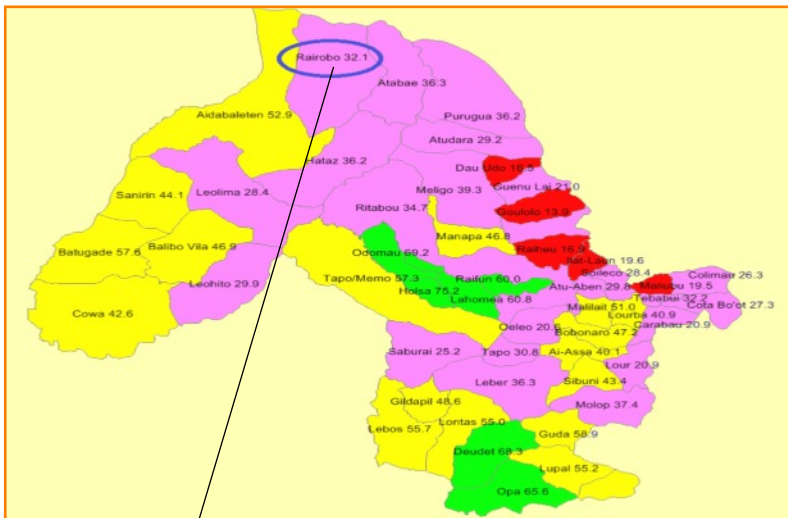 Rairobo 32.1
Atabae 36.3
Purugua 36.2
Aidabaleten 52.9
Atudara 29.2
Hataz 36.2
Dau Udo 16.5
Guenu Lai 21.0
Leolima 28.4
Meligo 39.3
Sanirin 44.1
Ritabou 34.7
Goulolo 13.9
Manapa 46.8
Balibo Vila 46.9
Batugade 57.6
Odomau 69.2
Raiheu 16.9
Ilat-Laun 19.6
Soileco 28.4
Colimau 26.3
Tapo/Memo 57.3
Raifun 60.0
Leohito 29.9
Holsa 75.2
Atu-Aben 29.8
Maliubu 19.5
Tebabui 32.2
Cota Bo'ot 27.3
Lahomea 60.8
Malilait 51.0
Lourba 40.9
Cowa 42.6
Carabau 20.9
Oeleo 20.6
Bobonaro 47.2
Saburai 25.2
Tapo 30.8
Ai-Assa 40.1
Lour 20.9
Leber 36.3
Sibuni 43.4
Gildapil 48.6
Molop 37.4
Lontas 55.0
Lebos 55.7
Guda 58.9
Deudet 68.3
Lupal 55.2
Opa 65.6